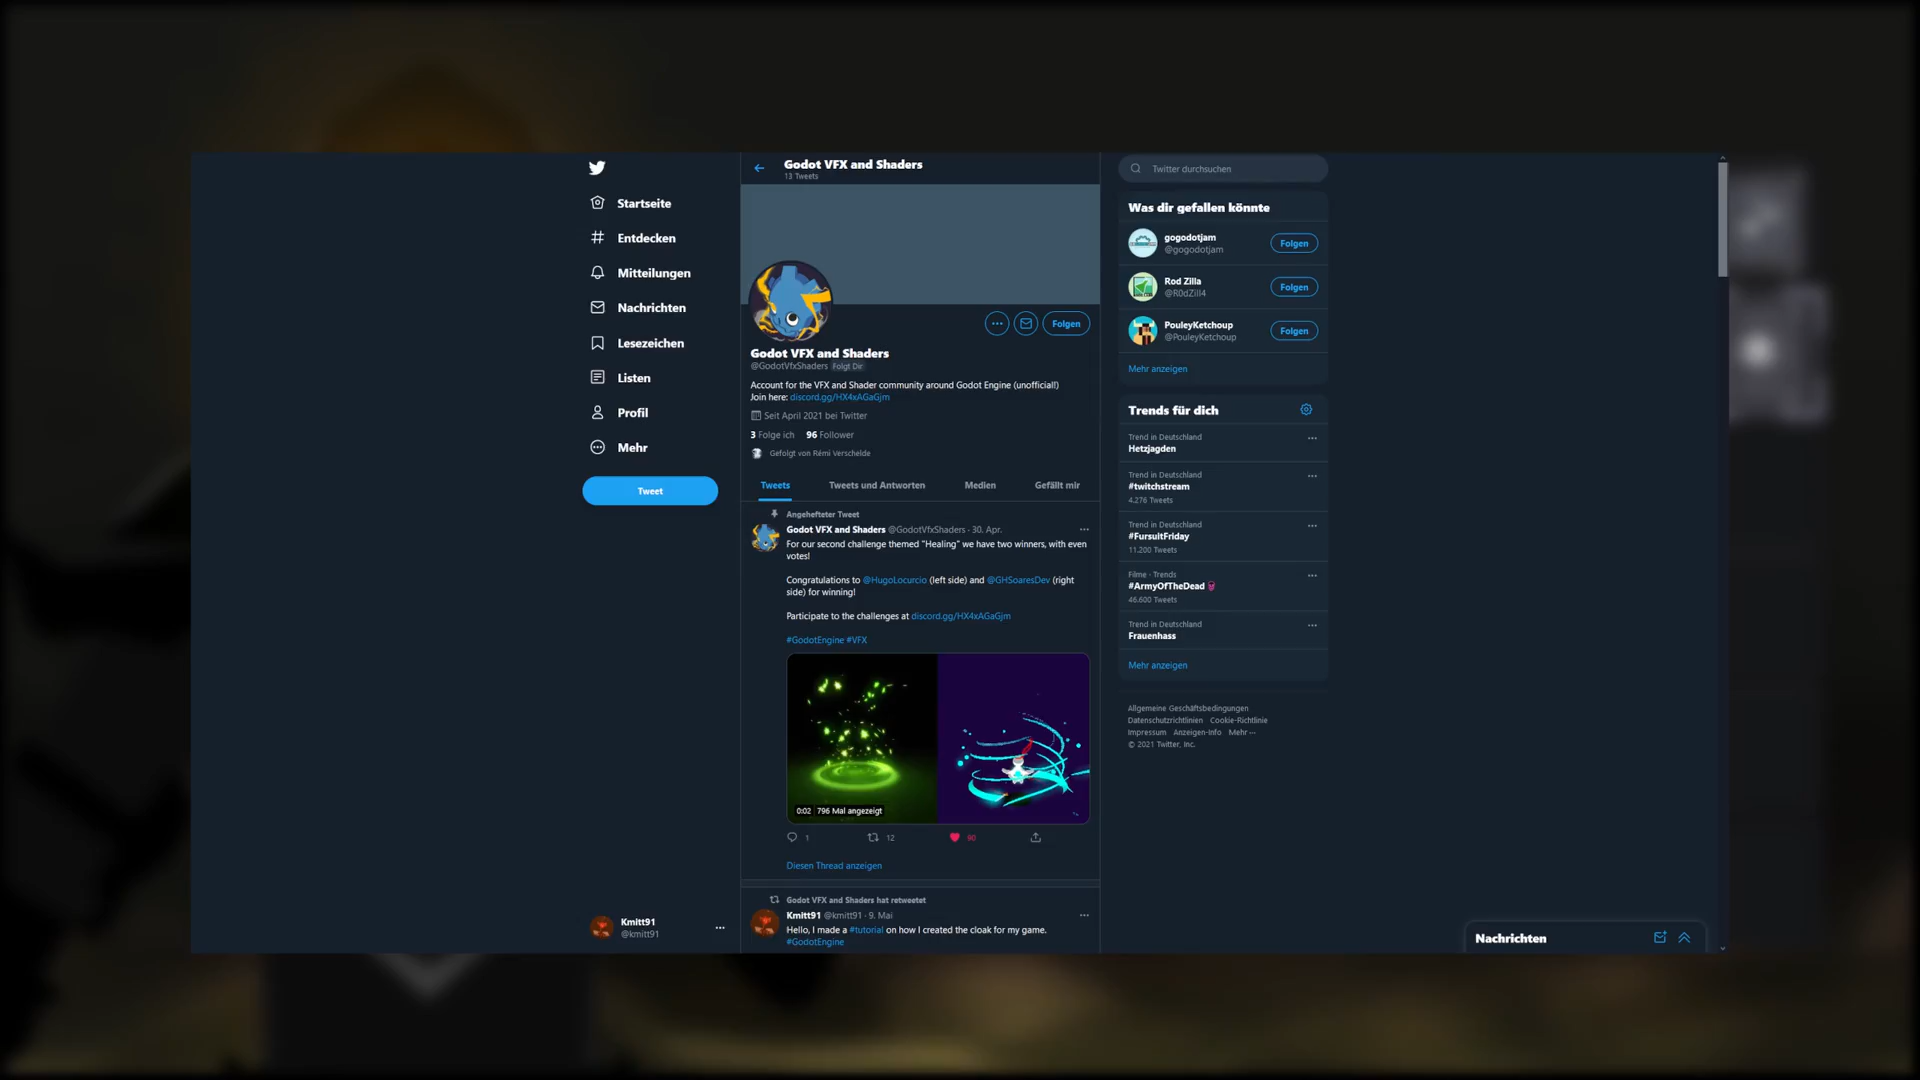 Startseite
Entdecken
Mitteilungen
Nachrichten
Lesezeichen
Listen
Profil
Mehr
Tweet
Kmitt91
@kmitt91
Godot VFX and Shaders
13 Tweets
Folgen
Godot VFX and Shaders
@GodotVfxShaders Folgt Dir
Account for the VFX and Shader community around Godot Engine (unofficial!)
Join here: discord.gg/HX4xAGaGjm
Seit April 2021 bei Twitter
3 Folge ich 96 Follower
Gefolgt von Rémi Verschelde
Tweets Tweets und Antworten Medien Gefällt mir
Angehefteter Tweet
Godot VFX and Shaders @GodotVfxShaders · 30. Apr.
For our second challenge themed "Healing" we have two winners, with even
votes!
Congratulations to @HugoLocurcio (left side) and @GHSoaresDev (right
side) for winning!
Participate to the challenges at discord.gg/HX4xAGaGjm
#GodotEngine #VFX
0:02 796 Mal angezeigt
1 12 90
Diesen Thread anzeigen
Godot VFX and Shaders hat retweetet
Kmitt91 @kmitt91 · 9. Mai
Hello, I made a #tutorial on how I created the cloak for my game.
#GodotEngine
Twitter durchsuchen
Was dir gefallen könnte
gogodotjam
@gogodotjam
Folgen
Rod Zilla
@R0dZill4
Folgen
PouleyKetchoup
@PouleyKetchoup
Folgen
Mehr anzeigen
Trends für dich
Trend in Deutschland
Hetzjagden
Trend in Deutschland
#twitchstream
4.276 Tweets
Trend in Deutschland
#FursuitFriday
11.200 Tweets
Filme · Trends
#ArmyOfTheDead
46.600 Tweets
Trend in Deutschland
Frauenhass
Mehr anzeigen
Allgemeine Geschäftsbedingungen
Datenschutzrichtlinien Cookie-Richtlinie
Impressum Anzeigen-Info Mehr ···
© 2021 Twitter, Inc.
Nachrichten